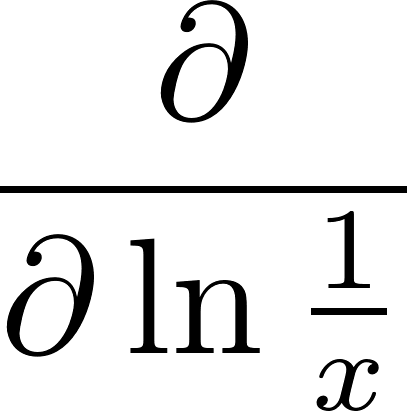 ∂
∂ ln 1/x